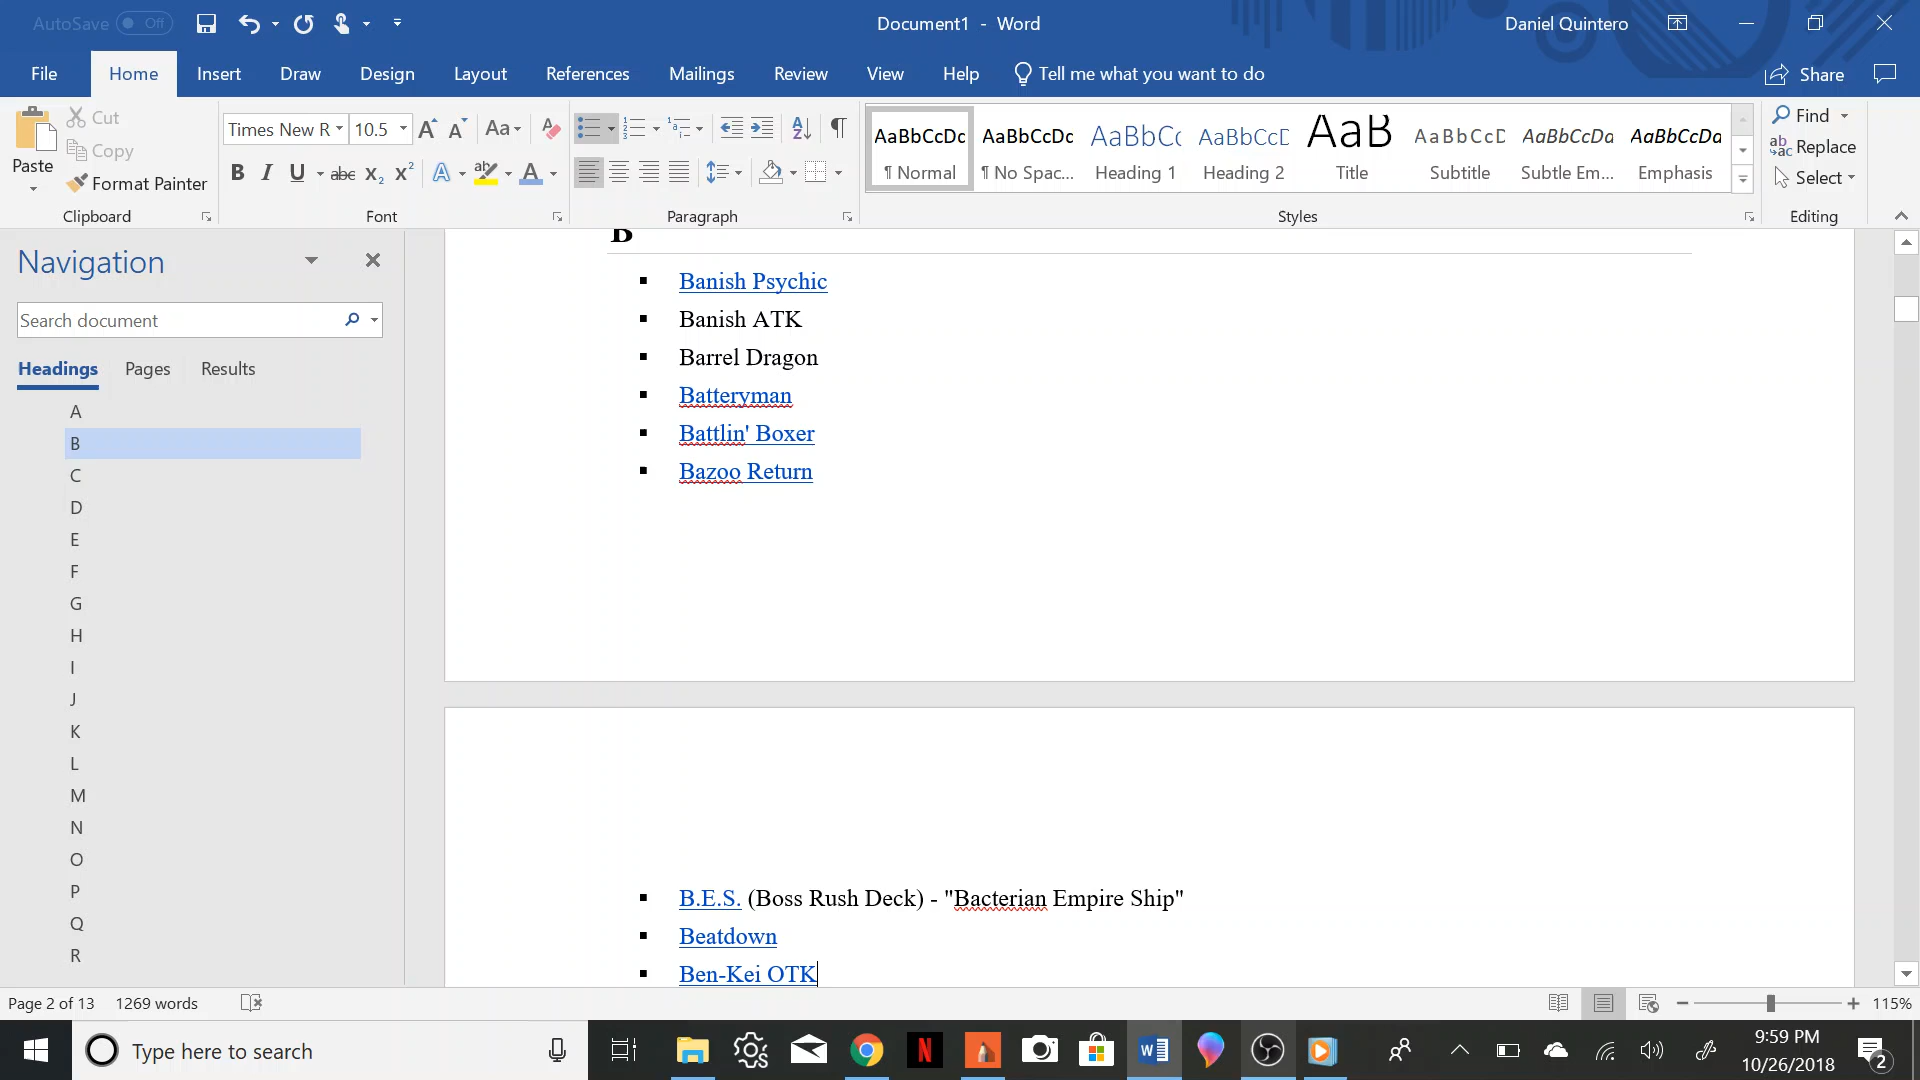 AutoSave Off
Document1 - Word
Daniel Quintero
File Home Insert Draw Design Layout References Mailings Review View Help Tell me what you want to do
Share
Paste
Cut
Copy
Format Painter
Clipboard
Times New R 10.5
Font
Paragraph
AaBbCcDc AaBbCcDc AaBbCc AaBbCcD AaB AaBbCcD AaBbCcDa AaBbCcDa
¶ Normal ¶ No Spac... Heading 1 Heading 2 Title Subtitle Subtle Em... Emphasis
Styles
Find
Replace
Select
Editing
Navigation
Search document
Headings Pages Results
A
B
C
D
E
F
G
H
I
J
K
L
M
N
O
P
Q
R
B
Banish Psychic
Banish ATK
Barrel Dragon
Batteryman
Battlin' Boxer
Bazoo Return
B.E.S. (Boss Rush Deck) - "Bacterian Empire Ship"
Beatdown
Ben-Kei OTK
Page 2 of 13 1269 words
115%
Type here to search
9:59 PM
10/26/2018
2